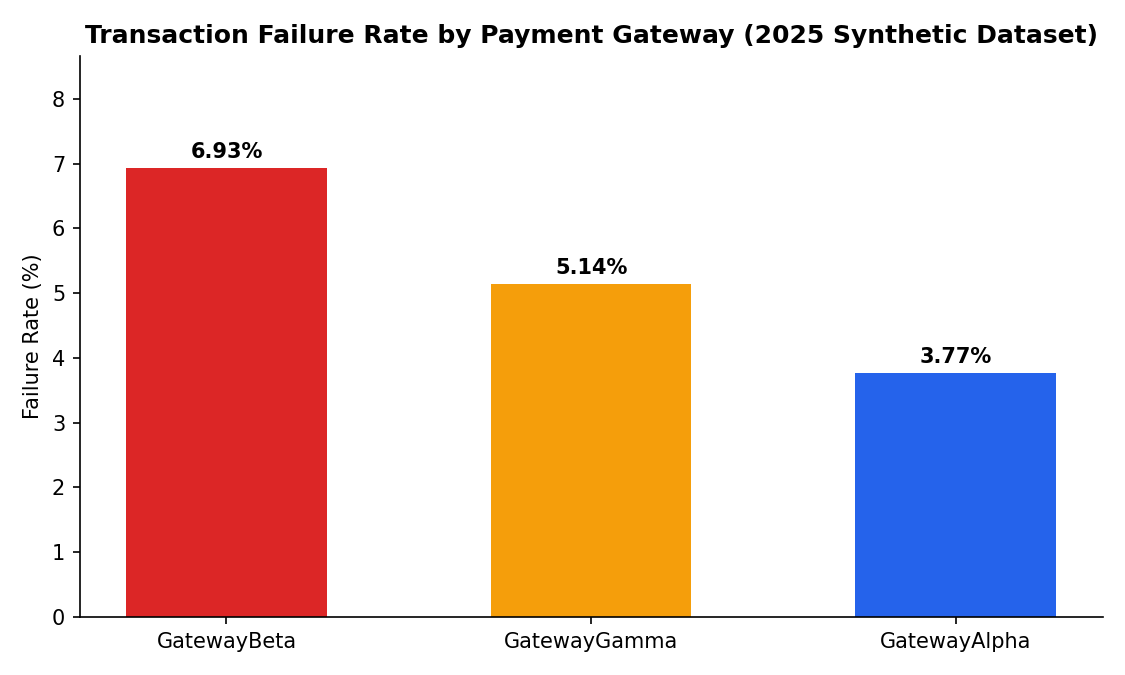 Transaction Failure Rate by Payment Gateway (2025 Synthetic Dataset)
Failure Rate (%)
8
7
6
5
4
3
2
1
0
6.93%
5.14%
3.77%
GatewayBeta
GatewayGamma
GatewayAlpha